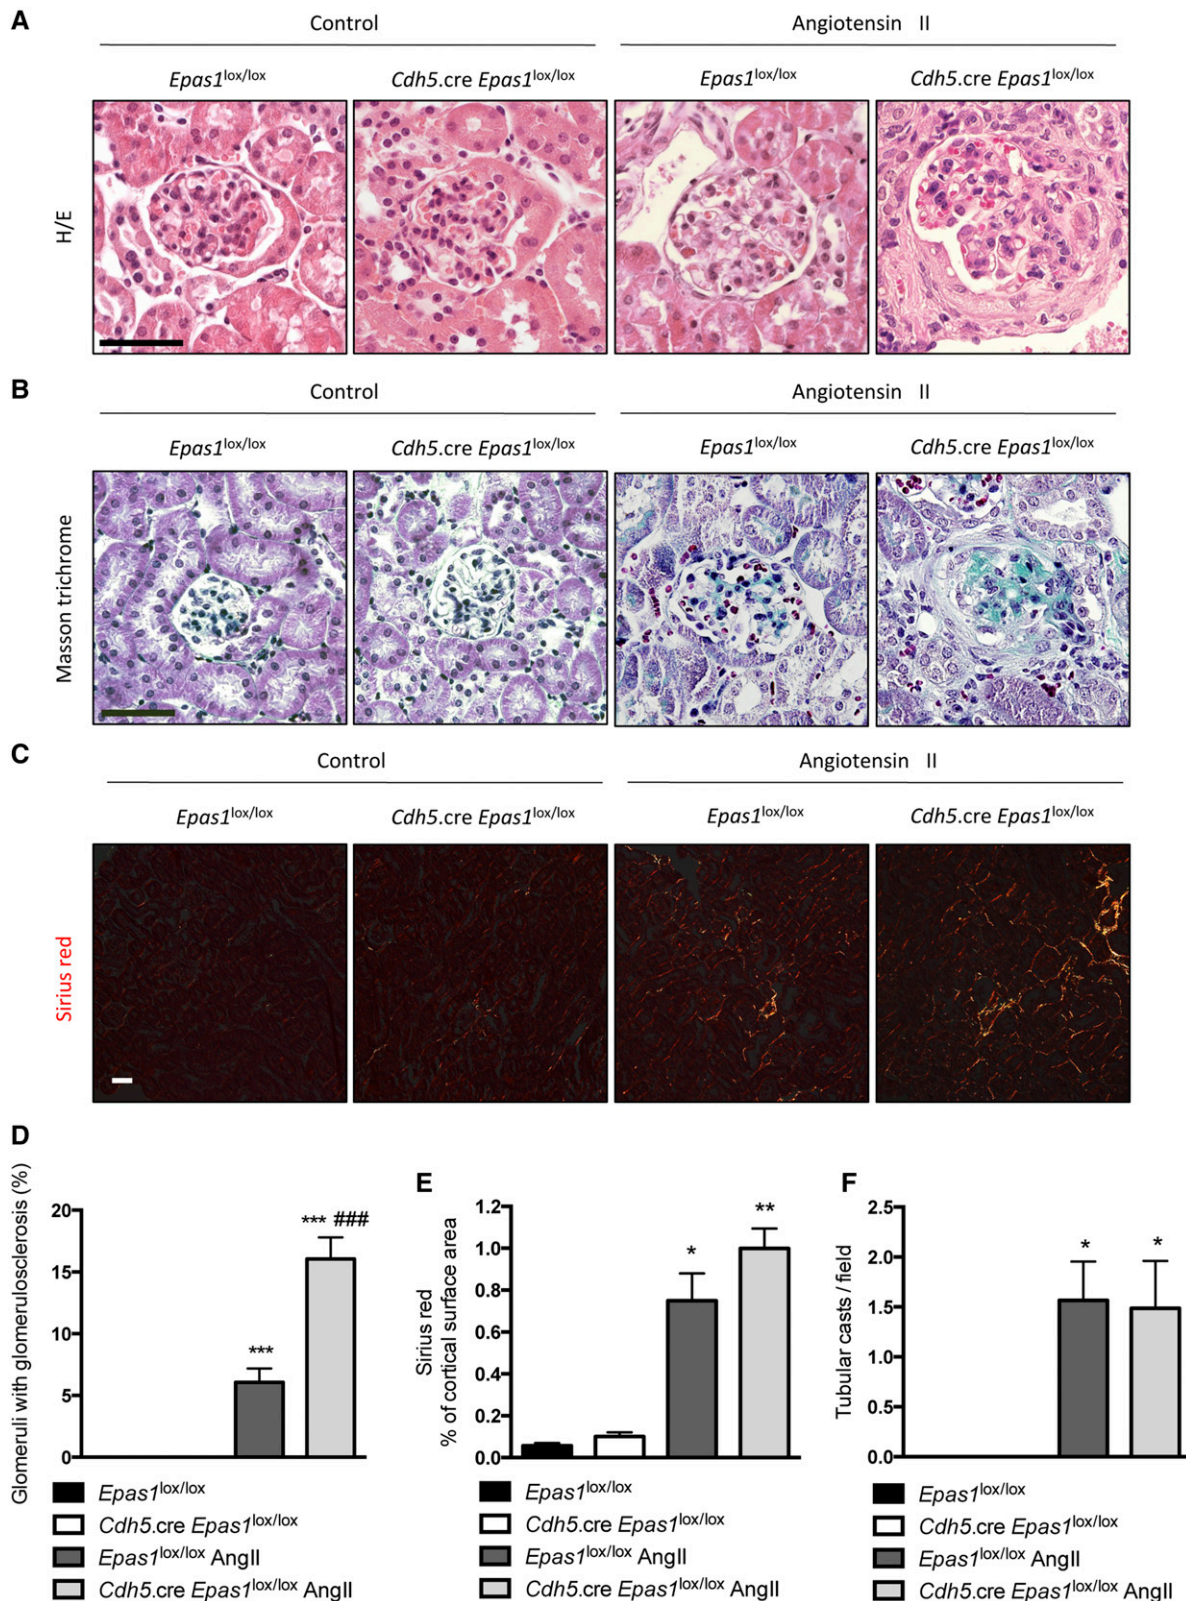 A
Control
Angiotensin II
Epas1lox/lox
Cdh5.cre Epas1lox/lox
Epas1lox/lox
Cdh5.cre Epas1lox/lox
H/E
B
Control
Angiotensin II
Epas1lox/lox
Cdh5.cre Epas1lox/lox
Epas1lox/lox
Cdh5.cre Epas1lox/lox
Masson trichrome
C
Control
Angiotensin II
Epas1lox/lox
Cdh5.cre Epas1lox/lox
Epas1lox/lox
Cdh5.cre Epas1lox/lox
Sirius red
D
Glomeruli with glomerulosclerosis (%)
20
15
10
5
0
***
*** ###
Epas1lox/lox
Cdh5.cre Epas1lox/lox
Epas1lox/lox AngII
Cdh5.cre Epas1lox/lox AngII
E
Sirius red
% of cortical surface area
1.2
1.0
0.8
0.6
0.4
0.2
0.0
*
**
Epas1lox/lox
Cdh5.cre Epas1lox/lox
Epas1lox/lox AngII
Cdh5.cre Epas1lox/lox AngII
F
Tubular casts / field
2.5
2.0
1.5
1.0
0.5
0.0
*
*
Epas1lox/lox
Cdh5.cre Epas1lox/lox
Epas1lox/lox AngII
Cdh5.cre Epas1lox/lox AngII